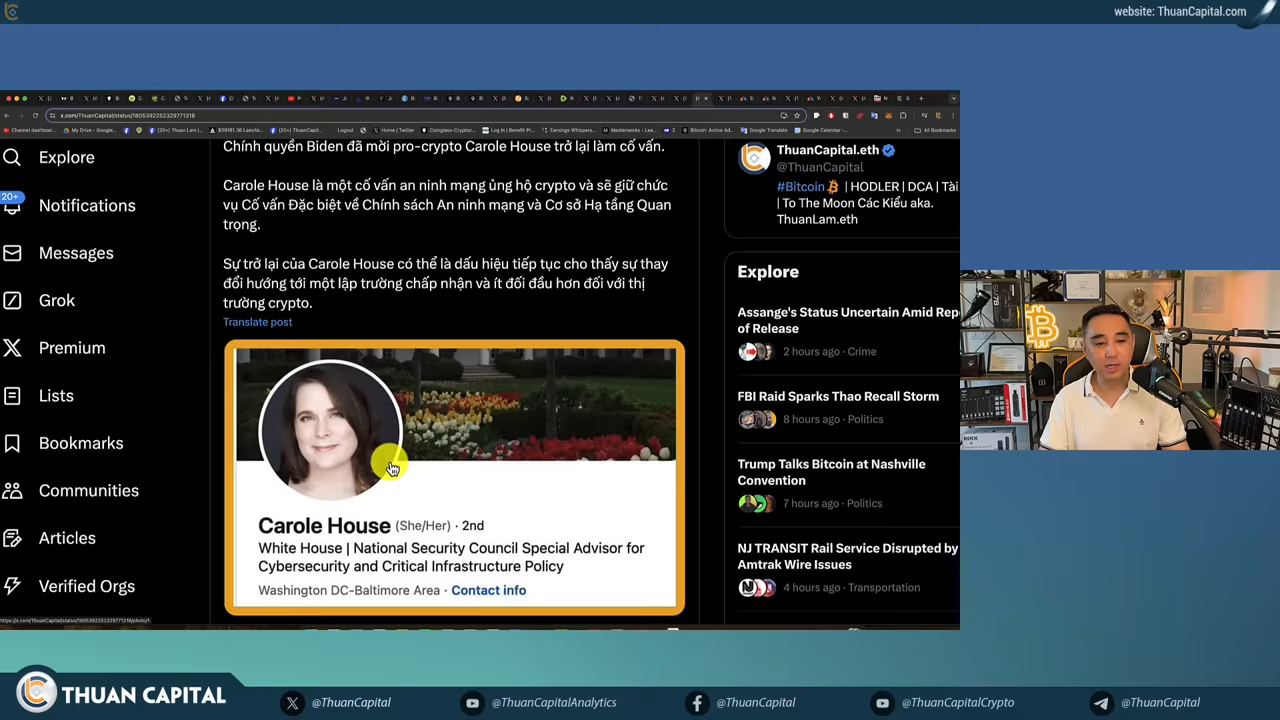 website: ThuanCapital.com
x.com/ThuanCapital/status/1805392252329771318
All Bookmarks
Explore
20+
Notifications
Messages
Grok
Premium
Lists
Bookmarks
Communities
Articles
Verified Orgs
Chính quyền Biden đã mời pro-crypto Carole House trở lại làm cố vấn.
Carole House là một cố vấn an ninh mạng ủng hộ crypto và sẽ giữ chức
vụ Cố vấn Đặc biệt về Chính sách An ninh mạng và Cơ sở Hạ tầng Quan
trọng.
Sự trở lại của Carole House có thể là dấu hiệu tiếp tục cho thấy sự thay
đổi hướng tới một lập trường chấp nhận và ít đối đầu hơn đối với thị
trường crypto.
Translate post
Carole House (She/Her) · 2nd
White House | National Security Council Special Advisor for
Cybersecurity and Critical Infrastructure Policy
Washington DC-Baltimore Area · Contact info
ThuanCapital.eth
@ThuanCapital
#Bitcoin | HODLER | DCA | Tài
| To The Moon Các Kiểu aka.
ThuanLam.eth
Explore
Assange's Status Uncertain Amid Repo
of Release
2 hours ago · Crime
FBI Raid Sparks Thao Recall Storm
8 hours ago · Politics
Trump Talks Bitcoin at Nashville
Convention
7 hours ago · Politics
NJ TRANSIT Rail Service Disrupted by
Amtrak Wire Issues
4 hours ago · Transportation
RODE
THUAN CAPITAL
@ThuanCapital
@ThuanCapitalAnalytics
@ThuanCapital
@ThuanCapitalCrypto
@ThuanCapital